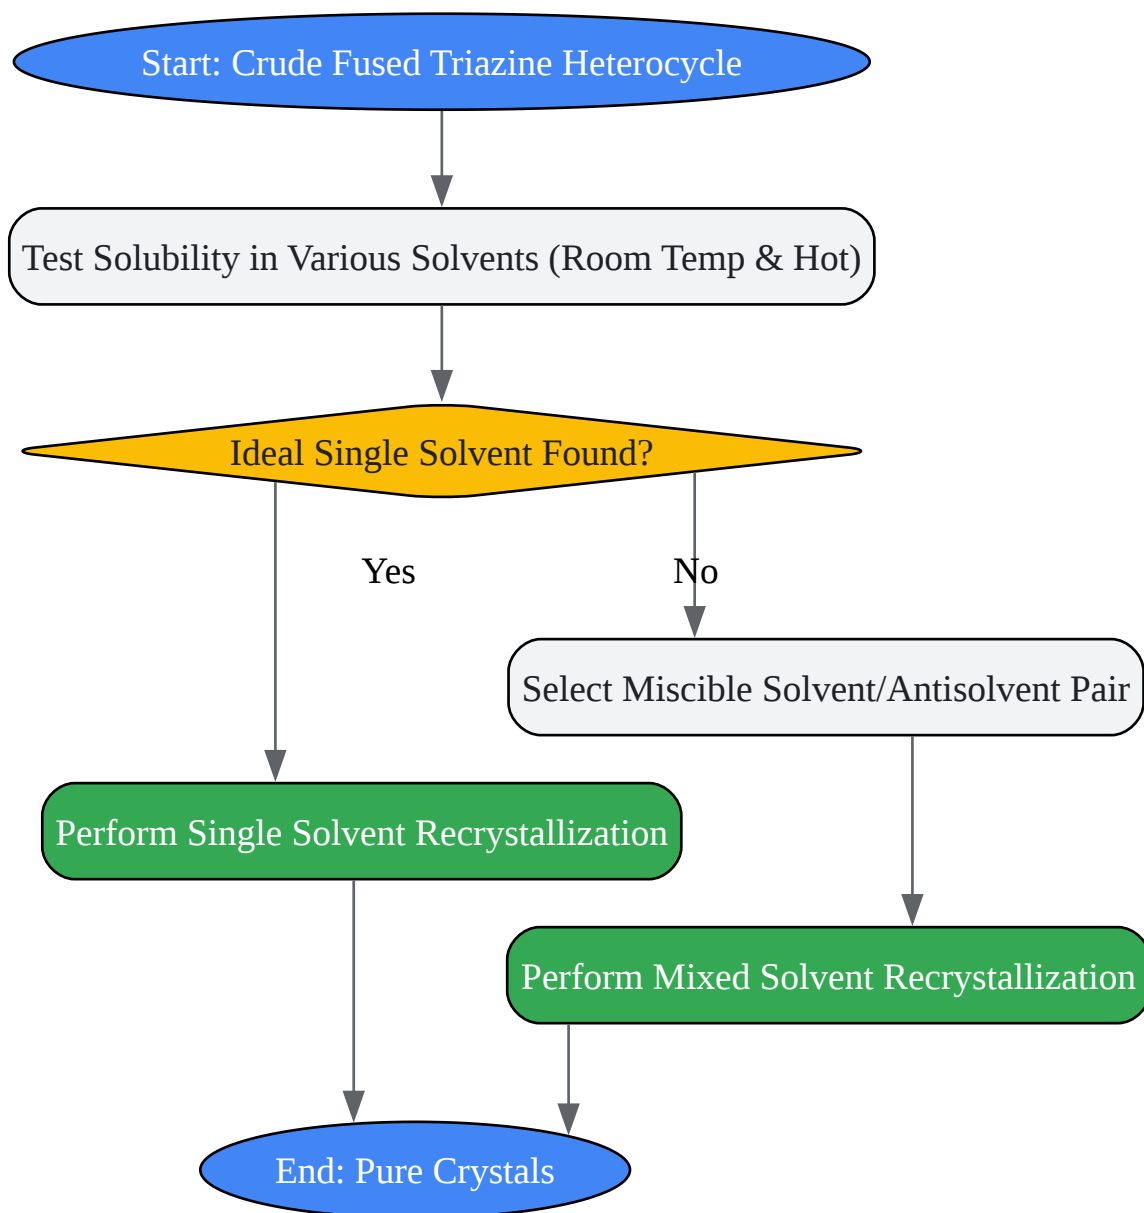 Start: Crude Fused Triazine Heterocycle
Test Solubility in Various Solvents (Room Temp & Hot)
Ideal Single Solvent Found?
Yes
No
Select Miscible Solvent/Antisolvent Pair
Perform Single Solvent Recrystallization
Perform Mixed Solvent Recrystallization
End: Pure Crystals